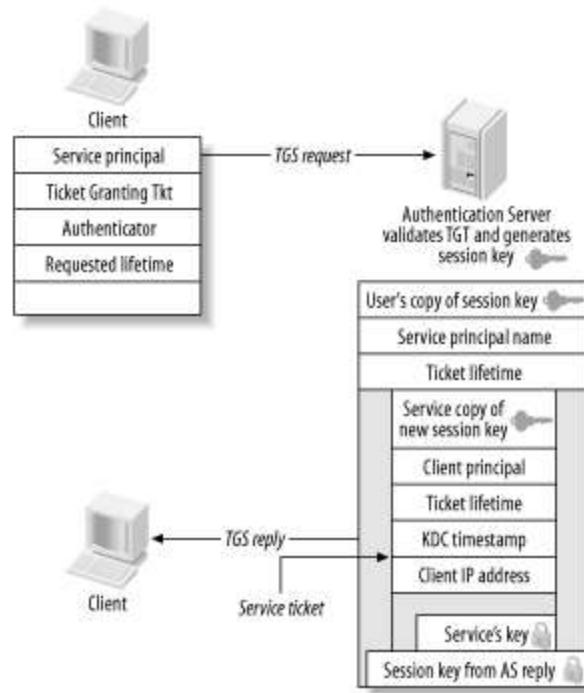 Client
Service principal
Ticket Granting Tkt
Authenticator
Requested lifetime
TGS request
Authentication Server
validates TGT and generates
session key
User's copy of session key
Service principal name
Ticket lifetime
Service copy of
new session key
Client principal
Ticket lifetime
KDC timestamp
Client IP address
Service's key
Session key from AS reply
TGS reply
Client
Service ticket